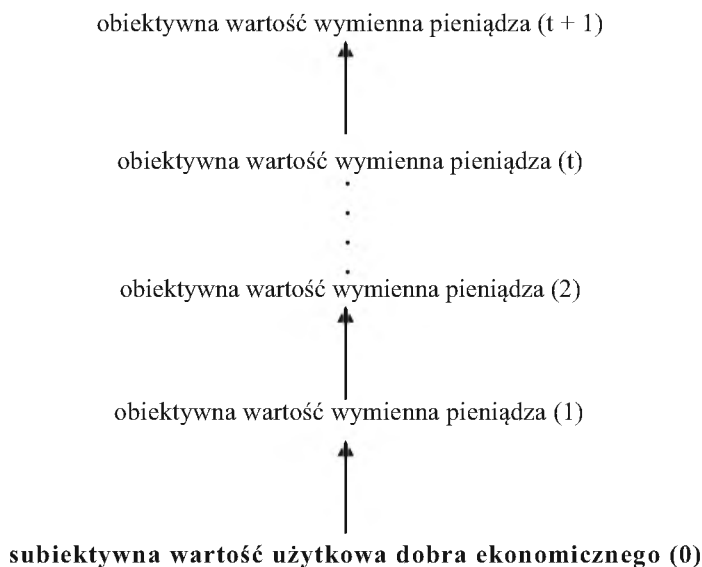 obiektywna wartość wymienna pieniądza (t + 1)
obiektywna wartość wymienna pieniądza (t)
obiektywna wartość wymienna pieniądza (2)
obiektywna wartość wymienna pieniądza (1)
subiektywna wartość użytkowa dobra ekonomicznego (0)